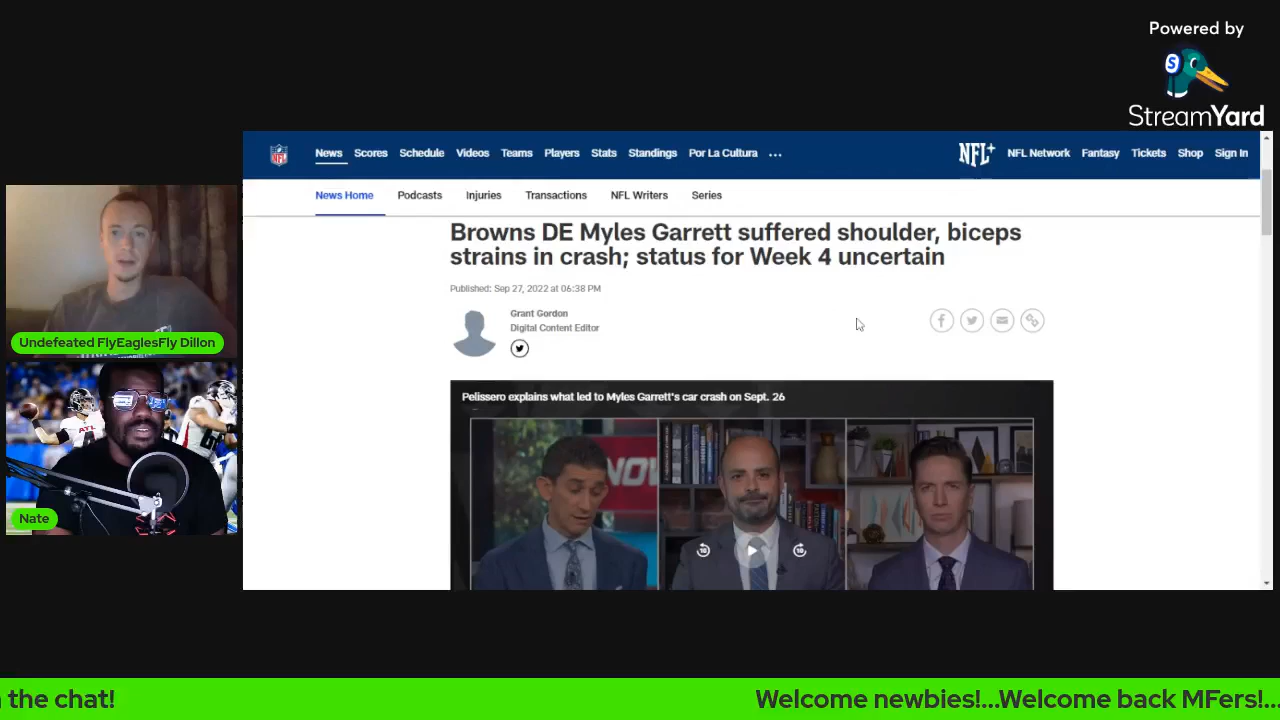 Powered by
StreamYard
News Scores Schedule Videos Teams Players Stats Standings Por La Cultura ...
NFL+ NFL Network Fantasy Tickets Shop Sign In
News Home Podcasts Injuries Transactions NFL Writers Series
Browns DE Myles Garrett suffered shoulder, biceps
strains in crash; status for Week 4 uncertain
Published: Sep 27, 2022 at 06:38 PM
Grant Gordon
Digital Content Editor
Pelissero explains what led to Myles Garrett's car crash on Sept. 26
NOW
10
10
Undefeated FlyEaglesFly Dillon
ATL
Nate
the chat!
Welcome newbies!...Welcome back MFers!...